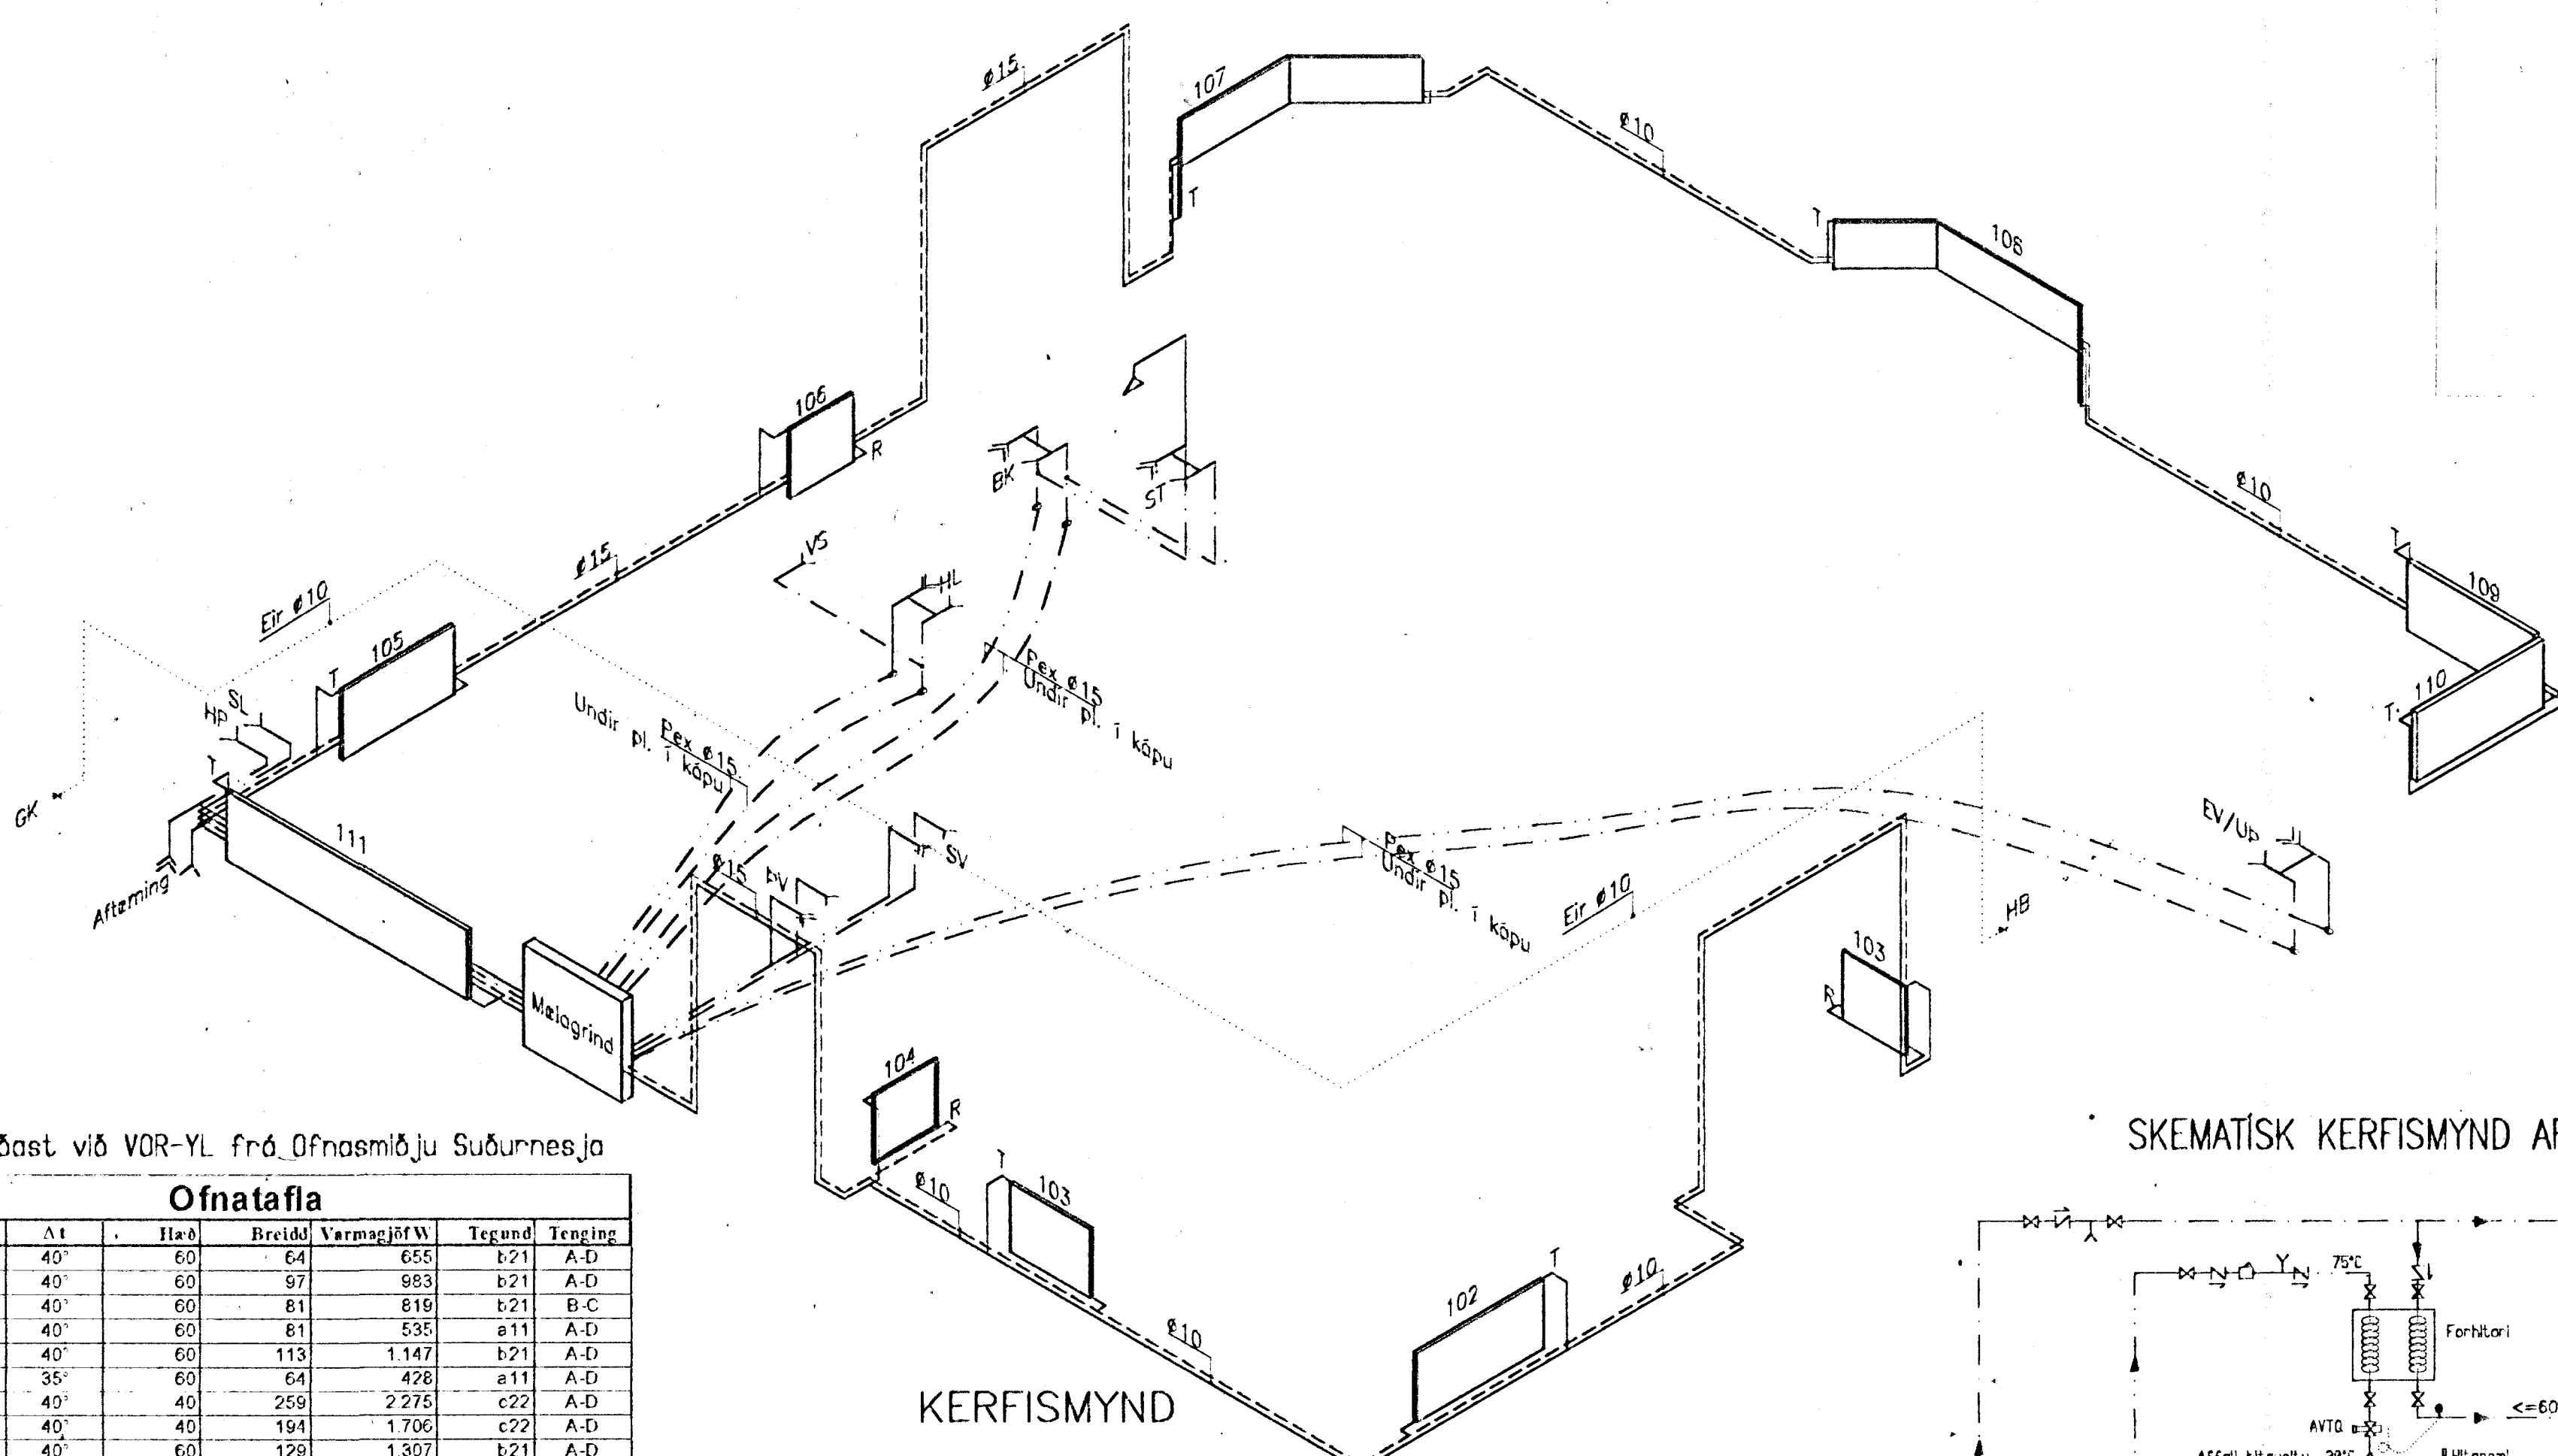 ø15
107
ø10
T
T
108
106
R
BK
ST
ø10
ø15
VS
HL
T
109
Eir ø10
105
T
Pex ø15
Undir pl. í kápu
110
T
SL
HÞ
Undir pl. í kápu
Pex ø15
T
GK
111
EV/UÞ
Aftæming
ø15
ÞV
SV
Pex ø15
Undir pl. í kápu
Eir ø10
HB
103
R
Mælagrind
104
R
ðast við VOR-YL frá Ofnasmiðju Suðurnesja
SKEMATÍSK KERFISMYND AF
Ofnatafla
Δt Hæð Breidd Varmagjöf W Tegund Tenging
40° 60 64 655 b21 A-D
40° 60 97 983 b21 A-D
40° 60 81 819 b21 B-C
40° 60 81 535 a11 A-D
40° 60 113 1.147 b21 A-D
35° 60 64 428 a11 A-D
40° 40 259 2.275 c22 A-D
40° 40 194 1.706 c22 A-D
40° 60 129 1.307 b21 A-D
ø10
T
103
ø10
102
T
ø10
KERFISMYND
75°C
Forhitari
<=60
AVTQ